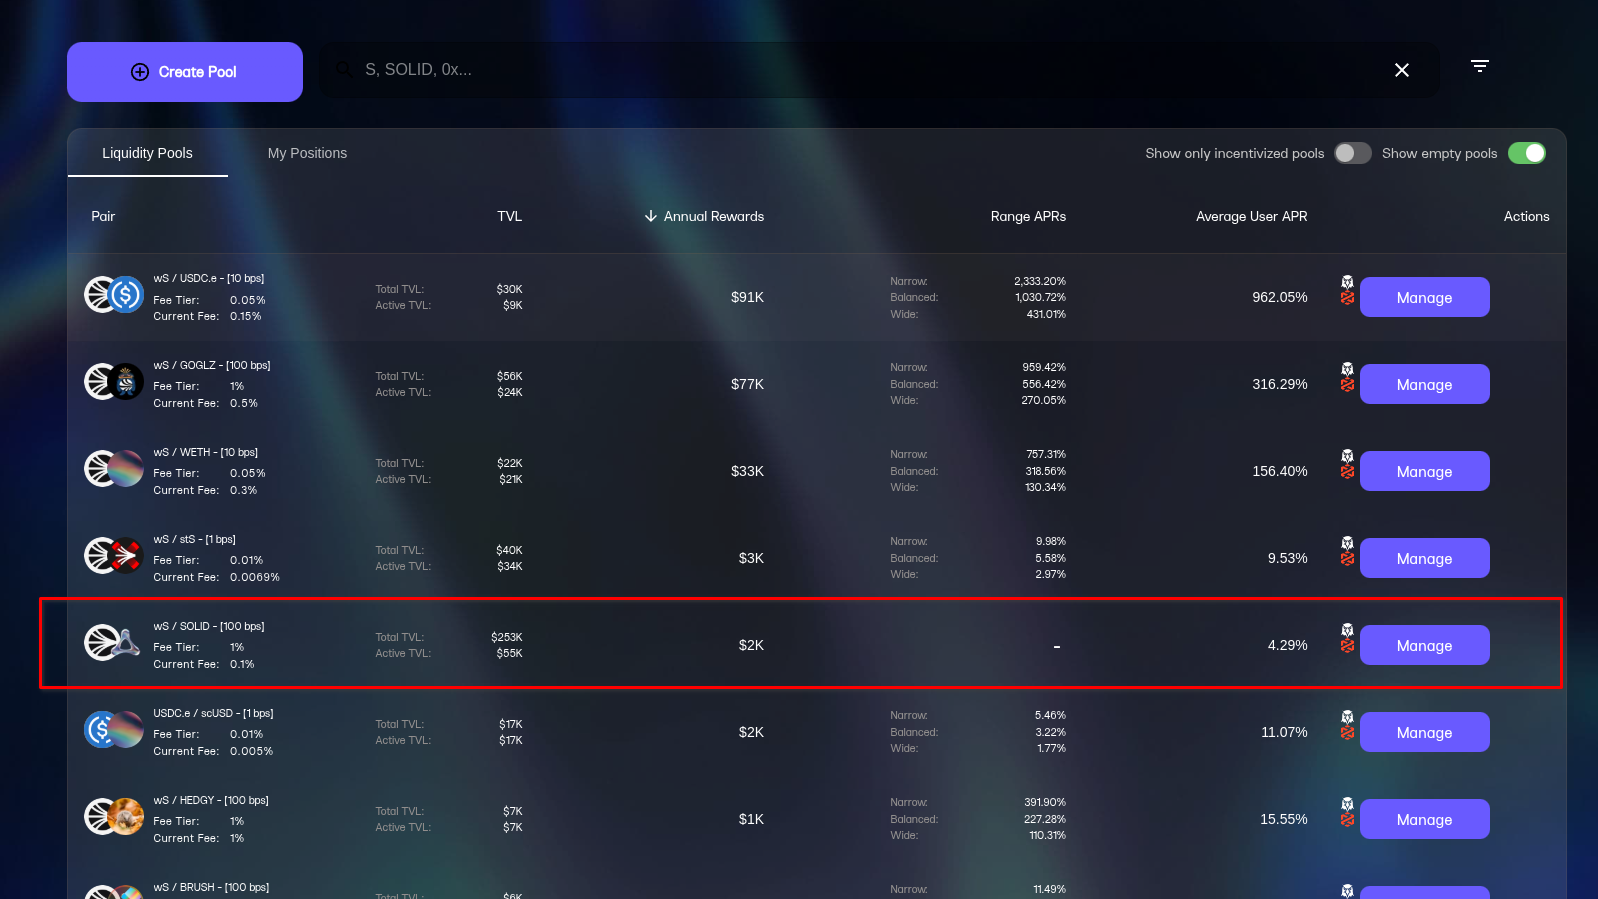 Create Pool
S, SOLID, 0x...
Liquidity Pools
My Positions
Show only incentivized pools
Show empty pools
Pair
TVL
Annual Rewards
Range APRs
Average User APR
Actions
wS / USDC.e - [10 bps]
Fee Tier: 0.05%
Current Fee: 0.15%
Total TVL: $30K
Active TVL: $9K
$91K
Narrow: 2,333.20%
Balanced: 1,030.72%
Wide: 431.01%
962.05%
Manage
wS / GOGLZ - [100 bps]
Fee Tier: 1%
Current Fee: 0.5%
Total TVL: $56K
Active TVL: $24K
$77K
Narrow: 959.42%
Balanced: 556.42%
Wide: 270.05%
316.29%
Manage
wS / WETH - [10 bps]
Fee Tier: 0.05%
Current Fee: 0.3%
Total TVL: $22K
Active TVL: $21K
$33K
Narrow: 757.31%
Balanced: 318.56%
Wide: 130.34%
156.40%
Manage
wS / stS - [1 bps]
Fee Tier: 0.01%
Current Fee: 0.0069%
Total TVL: $40K
Active TVL: $34K
$3K
Narrow: 9.98%
Balanced: 5.58%
Wide: 2.97%
9.53%
Manage
wS / SOLID - [100 bps]
Fee Tier: 1%
Current Fee: 0.1%
Total TVL: $253K
Active TVL: $55K
$2K
-
4.29%
Manage
USDC.e / scUSD - [1 bps]
Fee Tier: 0.01%
Current Fee: 0.005%
Total TVL: $17K
Active TVL: $17K
$2K
Narrow: 5.46%
Balanced: 3.22%
Wide: 1.77%
11.07%
Manage
wS / HEDGY - [100 bps]
Fee Tier: 1%
Current Fee: 1%
Total TVL: $7K
Active TVL: $7K
$1K
Narrow: 391.90%
Balanced: 227.28%
Wide: 110.31%
15.55%
Manage
wS / BRUSH - [100 bps]
Total TVL: $6K
Narrow: 11.49%